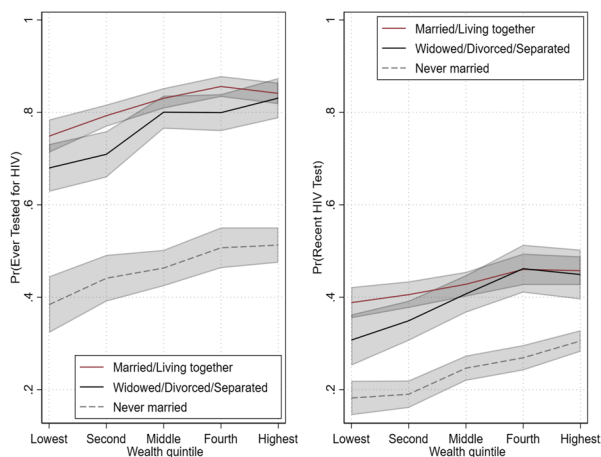 Pr(Ever Tested for HIV)
1
.8
.6
.4
.2
Married/Living together
Widowed/Divorced/Separated
Never married
Lowest Second Middle Fourth Highest
Wealth quintile
Pr(Recent HIV Test)
1
.8
.6
.4
.2
Married/Living together
Widowed/Divorced/Separated
Never married
Lowest Second Middle Fourth Highest
Wealth quintile